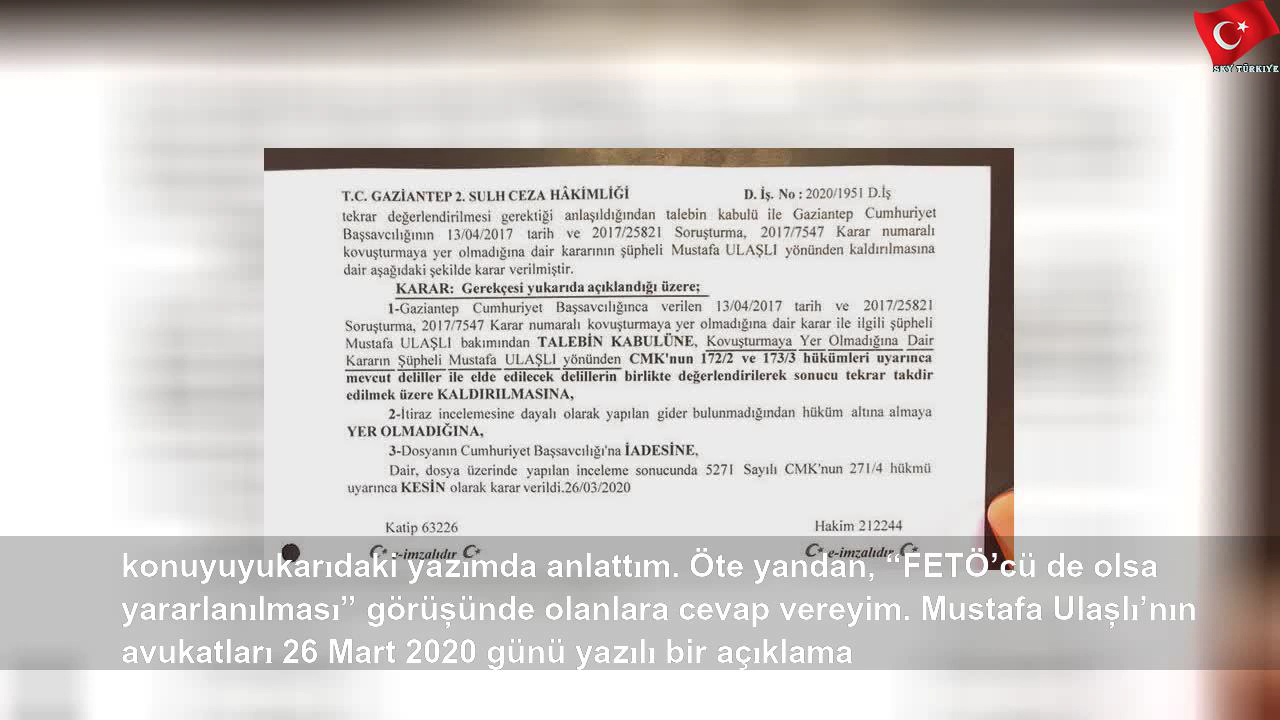 SKY TÜRKIYE
T.C. GAZİANTEP 2. SULH CEZA HÂKİMLİĞİ D. İş. No : 2020/1951 D.İş
tekrar değerlendirilmesi gerektiği anlaşıldığından talebin kabulü ile Gaziantep Cumhuriyet
Başsavcılığının 13/04/2017 tarih ve 2017/25821 Soruşturma, 2017/7547 Karar numaralı
kovuşturmaya yer olmadığına dair kararının şüpheli Mustafa ULAŞLI yönünden kaldırılmasına
dair aşağıdaki şekilde karar verilmiştir.
KARAR: Gerekçesi yukarıda açıklandığı üzere;
1-Gaziantep Cumhuriyet Başsavcılığınca verilen 13/04/2017 tarih ve 2017/25821
Soruşturma, 2017/7547 Karar numaralı kovuşturmaya yer olmadığına dair karar ile ilgili şüpheli
Mustafa ULAŞLI bakımından TALEBİN KABULÜNE, Kovuşturmaya Yer Olmadığına Dair
Kararın Şüpheli Mustafa ULAŞLI yönünden CMK'nun 172/2 ve 173/3 hükümleri uyarınca
mevcut deliller ile elde edilecek delillerin birlikte değerlendirilerek sonucu tekrar takdir
edilmek üzere KALDIRILMASINA,
2-İtiraz incelemesine dayalı olarak yapılan gider bulunmadığından hüküm altına almaya
YER OLMADIĞINA,
3-Dosyanın Cumhuriyet Başsavcılığı'na İADESİNE,
Dair, dosya üzerinde yapılan inceleme sonucunda 5271 Sayılı CMK'nun 271/4 hükmü
uyarınca KESİN olarak karar verildi.26/03/2020
Katip 63226 Hakim 212244
e-imzalıdır e-imzalıdır
konuyuyukarıdaki yazımda anlattım. Öte yandan, “FETÖ’cü de olsa
yararlanılması” görüşünde olanlara cevap vereyim. Mustafa Ulaşlı’nın
avukatları 26 Mart 2020 günü yazılı bir açıklama